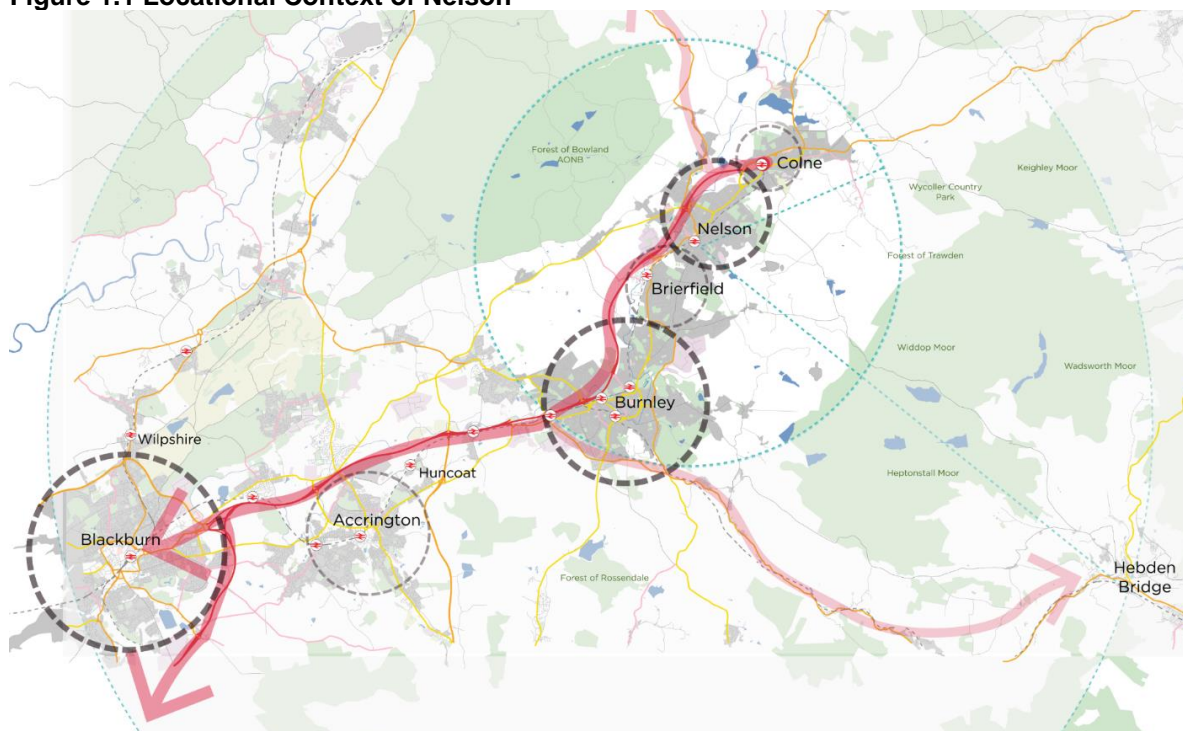 Figure 1.1 Locational Context of Nelson
Forest of Bowland
AONB
Colne
Keighley Moor
Wycoller Country
Park
Nelson
Forest of Trawden
Brierfield
Widdop Moor
Wadsworth Moor
Burnley
Wilpshire
Huncoat
Heptonstall Moor
Accrington
Blackburn
Forest of Rossendale
Hebden
Bridge